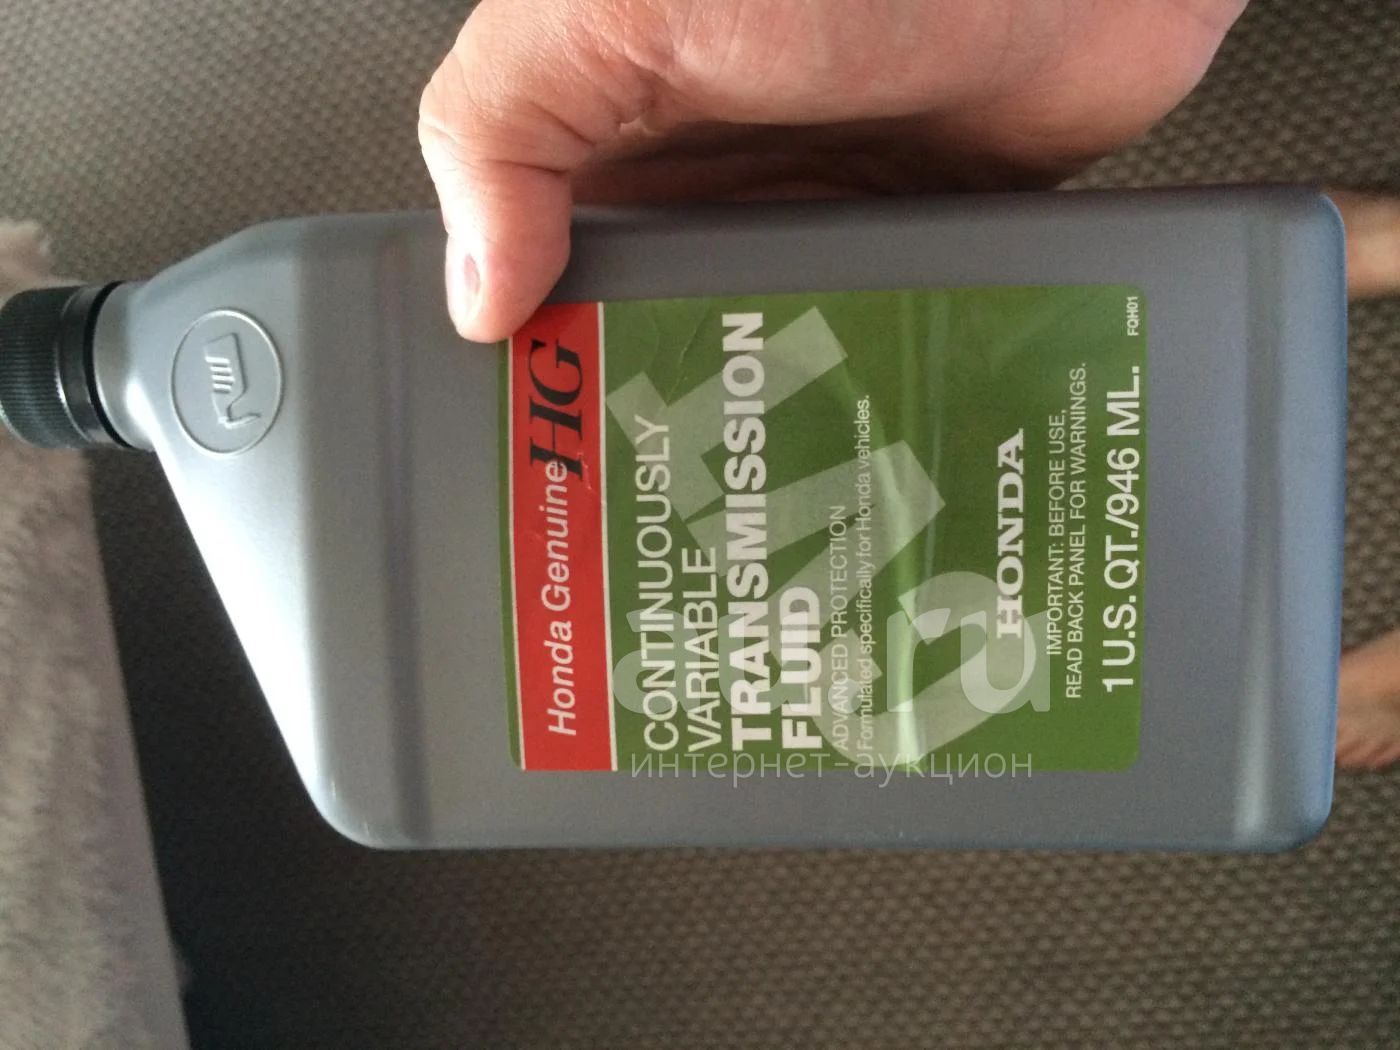 Honda Genuine
HG
CONTINUOUSLY
VARIABLE
TRANSMISSION
FLUID
ADVANCED PROTECTION
Formulated specifically for Honda vehicles.
HONDA
IMPORTANT: BEFORE USE,
READ BACK PANEL FOR WARNINGS.
1 U.S. QT./946 ML.
FQH01
au.ru
интернет-аукцион